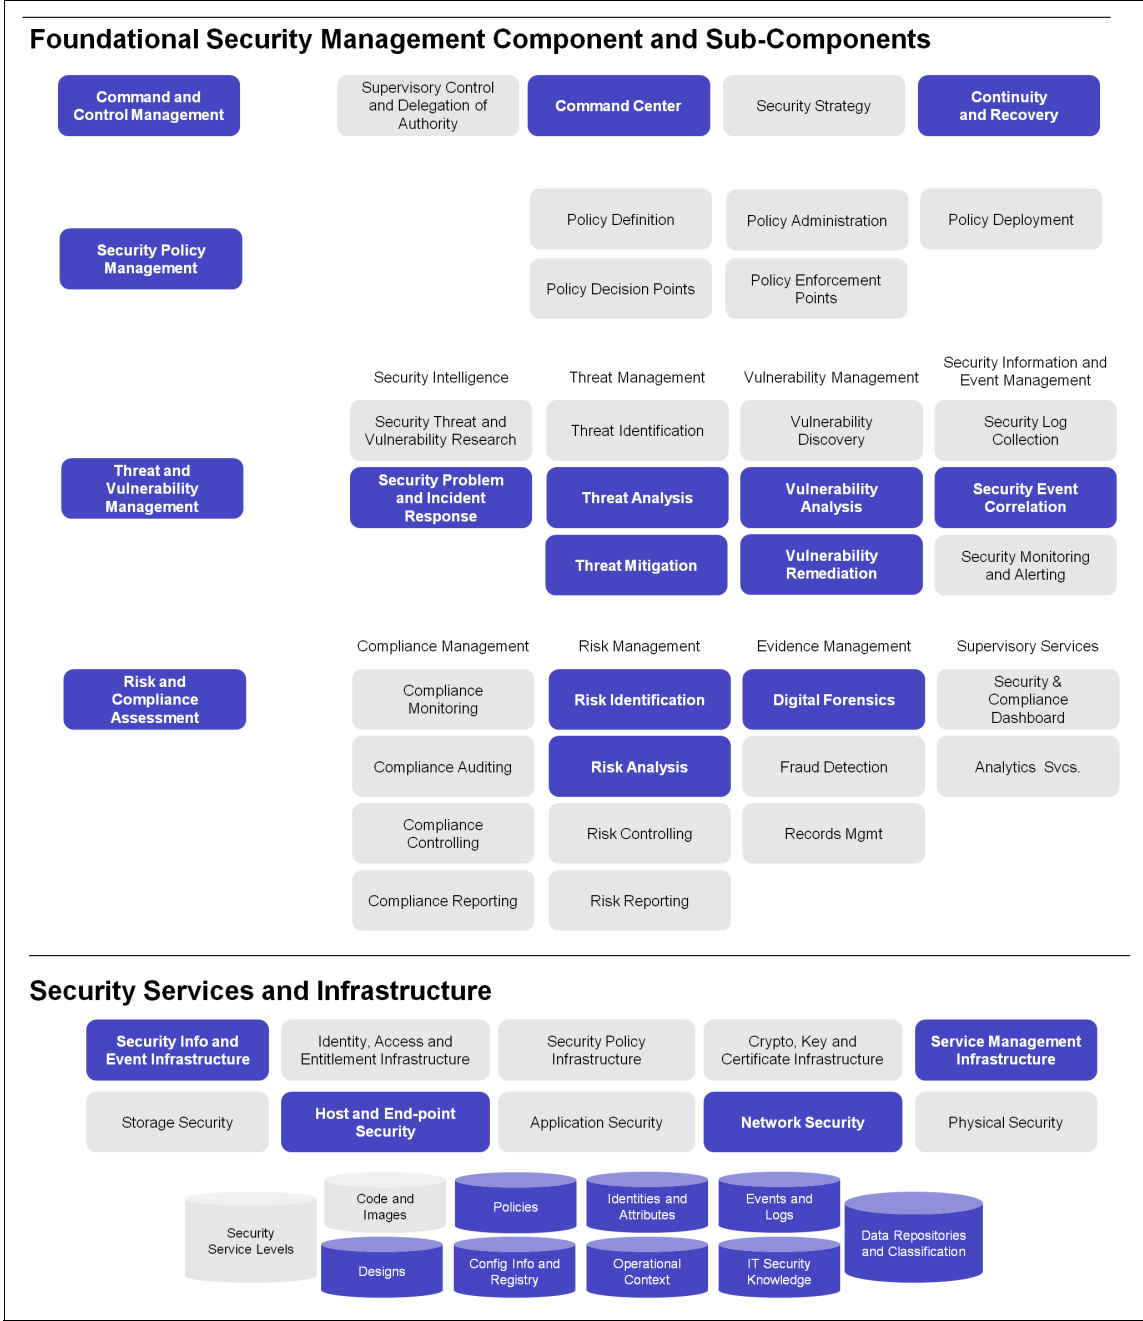 Foundational Security Management Component and Sub-Components
Command and
Control Management
Supervisory Control
and Delegation of
Authority
Command Center
Security Strategy
Continuity
and Recovery
Security Policy
Management
Policy Definition
Policy Administration
Policy Deployment
Policy Decision Points
Policy Enforcement
Points
Threat and
Vulnerability
Management
Security Intelligence
Security Threat and
Vulnerability Research
Security Problem
and Incident
Response
Threat Management
Threat Identification
Threat Analysis
Threat Mitigation
Vulnerability Management
Vulnerability
Discovery
Vulnerability
Analysis
Vulnerability
Remediation
Security Information and
Event Management
Security Log
Collection
Security Event
Correlation
Security Monitoring
and Alerting
Risk and
Compliance
Assessment
Compliance Management
Compliance
Monitoring
Compliance Auditing
Compliance
Controlling
Compliance Reporting
Risk Management
Risk Identification
Risk Analysis
Risk Controlling
Risk Reporting
Evidence Management
Digital Forensics
Fraud Detection
Records Mgmt
Supervisory Services
Security &
Compliance
Dashboard
Analytics Svcs.
Security Services and Infrastructure
Security Info and
Event Infrastructure
Identity, Access and
Entitlement Infrastructure
Security Policy
Infrastructure
Crypto, Key and
Certificate Infrastructure
Service Management
Infrastructure
Storage Security
Host and End-point
Security
Application Security
Network Security
Physical Security
Security
Service Levels
Code and
Images
Policies
Identities and
Attributes
Events and
Logs
Data Repositories
and Classification
Designs
Config Info and
Registry
Operational
Context
IT Security
Knowledge